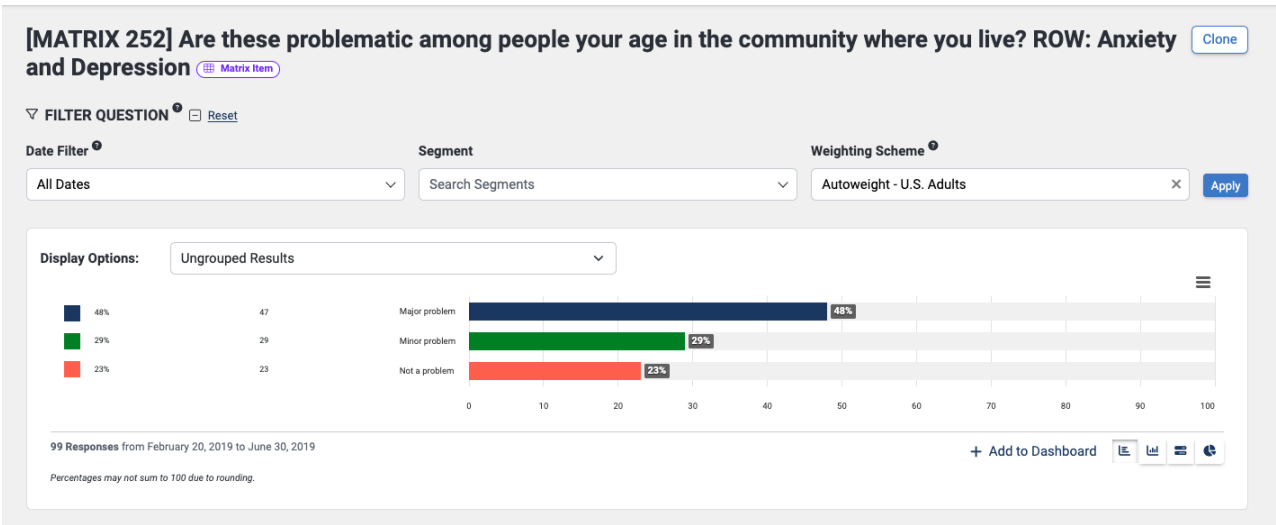 [MATRIX 252] Are these problematic among people your age in the community where you live? ROW: Anxiety
and Depression Matrix Item
Clone
FILTER QUESTION ? Reset
Date Filter ?
Segment
Weighting Scheme ?
All Dates
Search Segments
Autoweight - U.S. Adults ×
Apply
Display Options:
Ungrouped Results
48% 47 Major problem 48%
29% 29 Minor problem 29%
23% 23 Not a problem 23%
0 10 20 30 40 50 60 70 80 90 100
99 Responses from February 20, 2019 to June 30, 2019
+ Add to Dashboard
Percentages may not sum to 100 due to rounding.